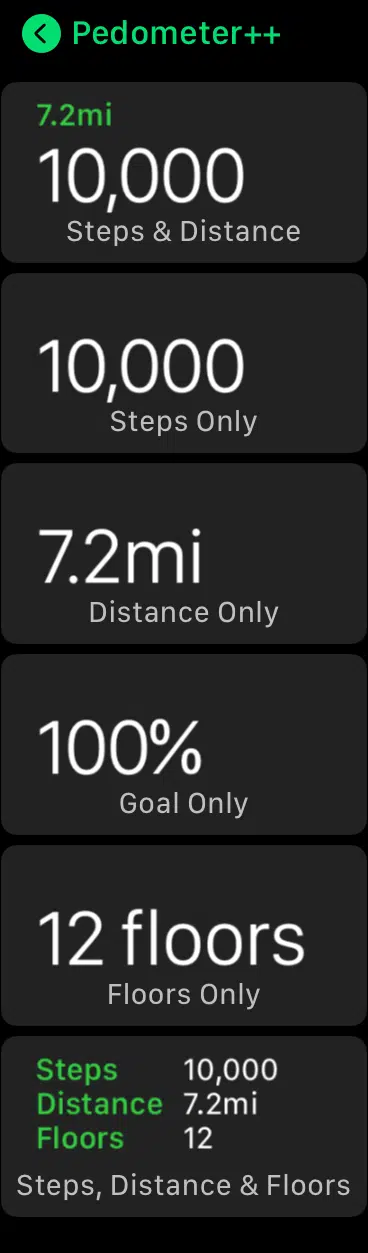 Pedometer++
7.2mi
10,000
Steps & Distance
10,000
Steps Only
7.2mi
Distance Only
100%
Goal Only
12 floors
Floors Only
Steps 10,000
Distance 7.2mi
Floors 12
Steps, Distance & Floors